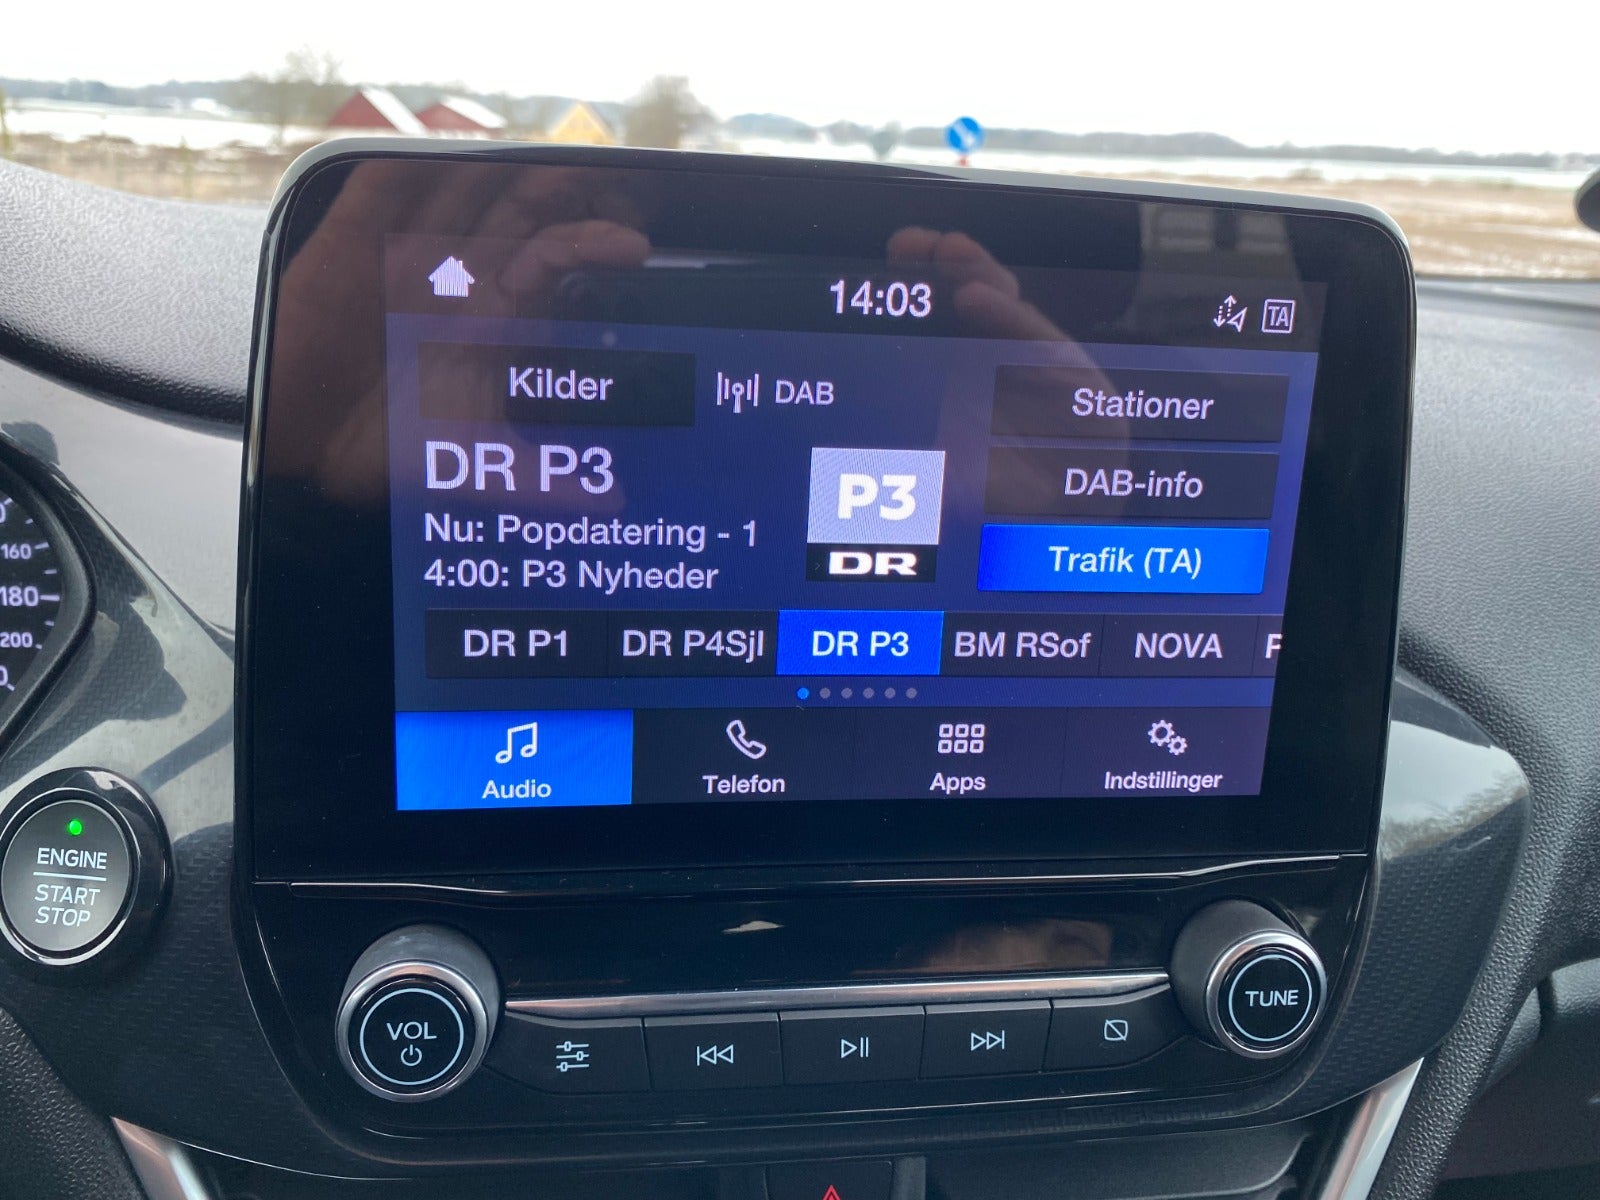 14:03
TA
Kilder
DAB
Stationer
DR P3
P3
DR
DAB-info
Nu: Popdatering - 1
4:00: P3 Nyheder
Trafik (TA)
DR P1
DR P4Sjl
DR P3
BM RSof
NOVA
Audio
Telefon
Apps
Indstillinger
160
180
200
ENGINE
START
STOP
VOL
TUNE